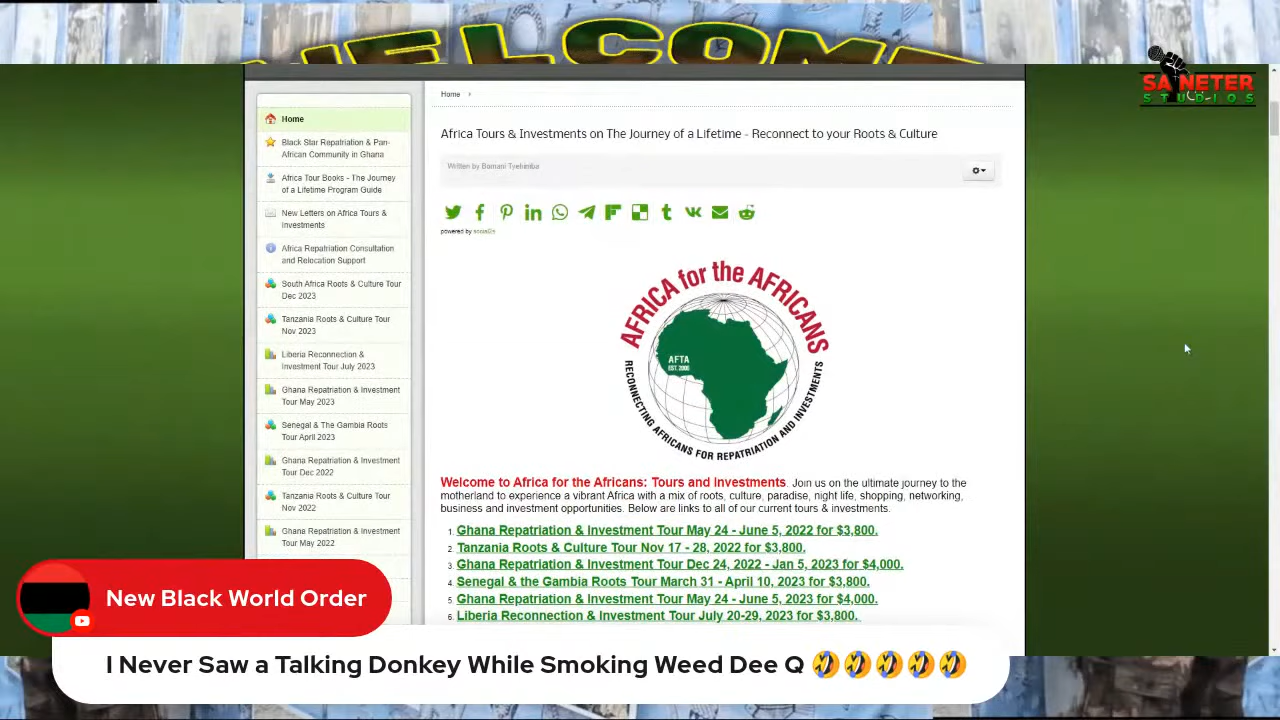 WELCOME
SA NETER
STUDIOS
Home
Africa Tours & Investments on The Journey of a Lifetime - Reconnect to your Roots & Culture
Written by Bomani Tyehimba
powered by social2s
Home
Black Star Repatriation & Pan-
African Community in Ghana
Africa Tour Books - The Journey
of a Lifetime Program Guide
New Letters on Africa Tours &
Investments
Africa Repatriation Consultation
and Relocation Support
South Africa Roots & Culture Tour
Dec 2023
Tanzania Roots & Culture Tour
Nov 2023
Liberia Reconnection &
Investment Tour July 2023
Ghana Repatriation & Investment
Tour May 2023
Senegal & The Gambia Roots
Tour April 2023
Ghana Repatriation & Investment
Tour Dec 2022
Tanzania Roots & Culture Tour
Nov 2022
Ghana Repatriation & Investment
Tour May 2022
AFRICA for the AFRICANS
AFTA
EST. 2000
RECONNECTING AFRICANS FOR REPATRIATION AND INVESTMENTS
Welcome to Africa for the Africans: Tours and Investments. Join us on the ultimate journey to the
motherland to experience a vibrant Africa with a mix of roots, culture, paradise, night life, shopping, networking,
business and investment opportunities. Below are links to all of our current tours & investments.
1. Ghana Repatriation & Investment Tour May 24 - June 5, 2022 for $3,800.
2. Tanzania Roots & Culture Tour Nov 17 - 28, 2022 for $3,800.
3. Ghana Repatriation & Investment Tour Dec 24, 2022 - Jan 5, 2023 for $4,000.
4. Senegal & the Gambia Roots Tour March 31 - April 10, 2023 for $3,800.
5. Ghana Repatriation & Investment Tour May 24 - June 5, 2023 for $4,000.
6. Liberia Reconnection & Investment Tour July 20-29, 2023 for $3,800.
New Black World Order
I Never Saw a Talking Donkey While Smoking Weed Dee Q 🤣🤣🤣🤣🤣